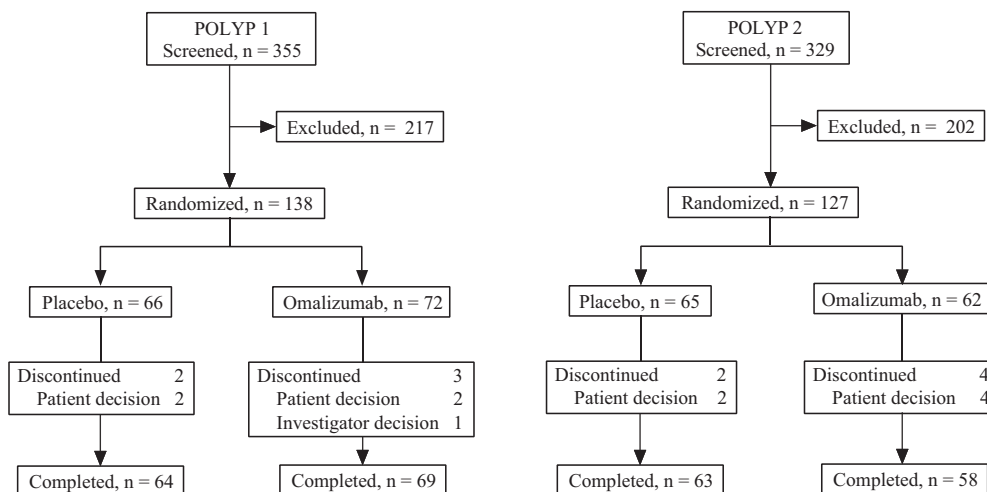 POLYP 1
Screened, n = 355
Excluded, n = 217
Randomized, n = 138
Placebo, n = 66
Omalizumab, n = 72
Discontinued 2
Patient decision 2
Discontinued 3
Patient decision 2
Investigator decision 1
Completed, n = 64
Completed, n = 69
POLYP 2
Screened, n = 329
Excluded, n = 202
Randomized, n = 127
Placebo, n = 65
Omalizumab, n = 62
Discontinued 2
Patient decision 2
Discontinued 4
Patient decision 4
Completed, n = 63
Completed, n = 58